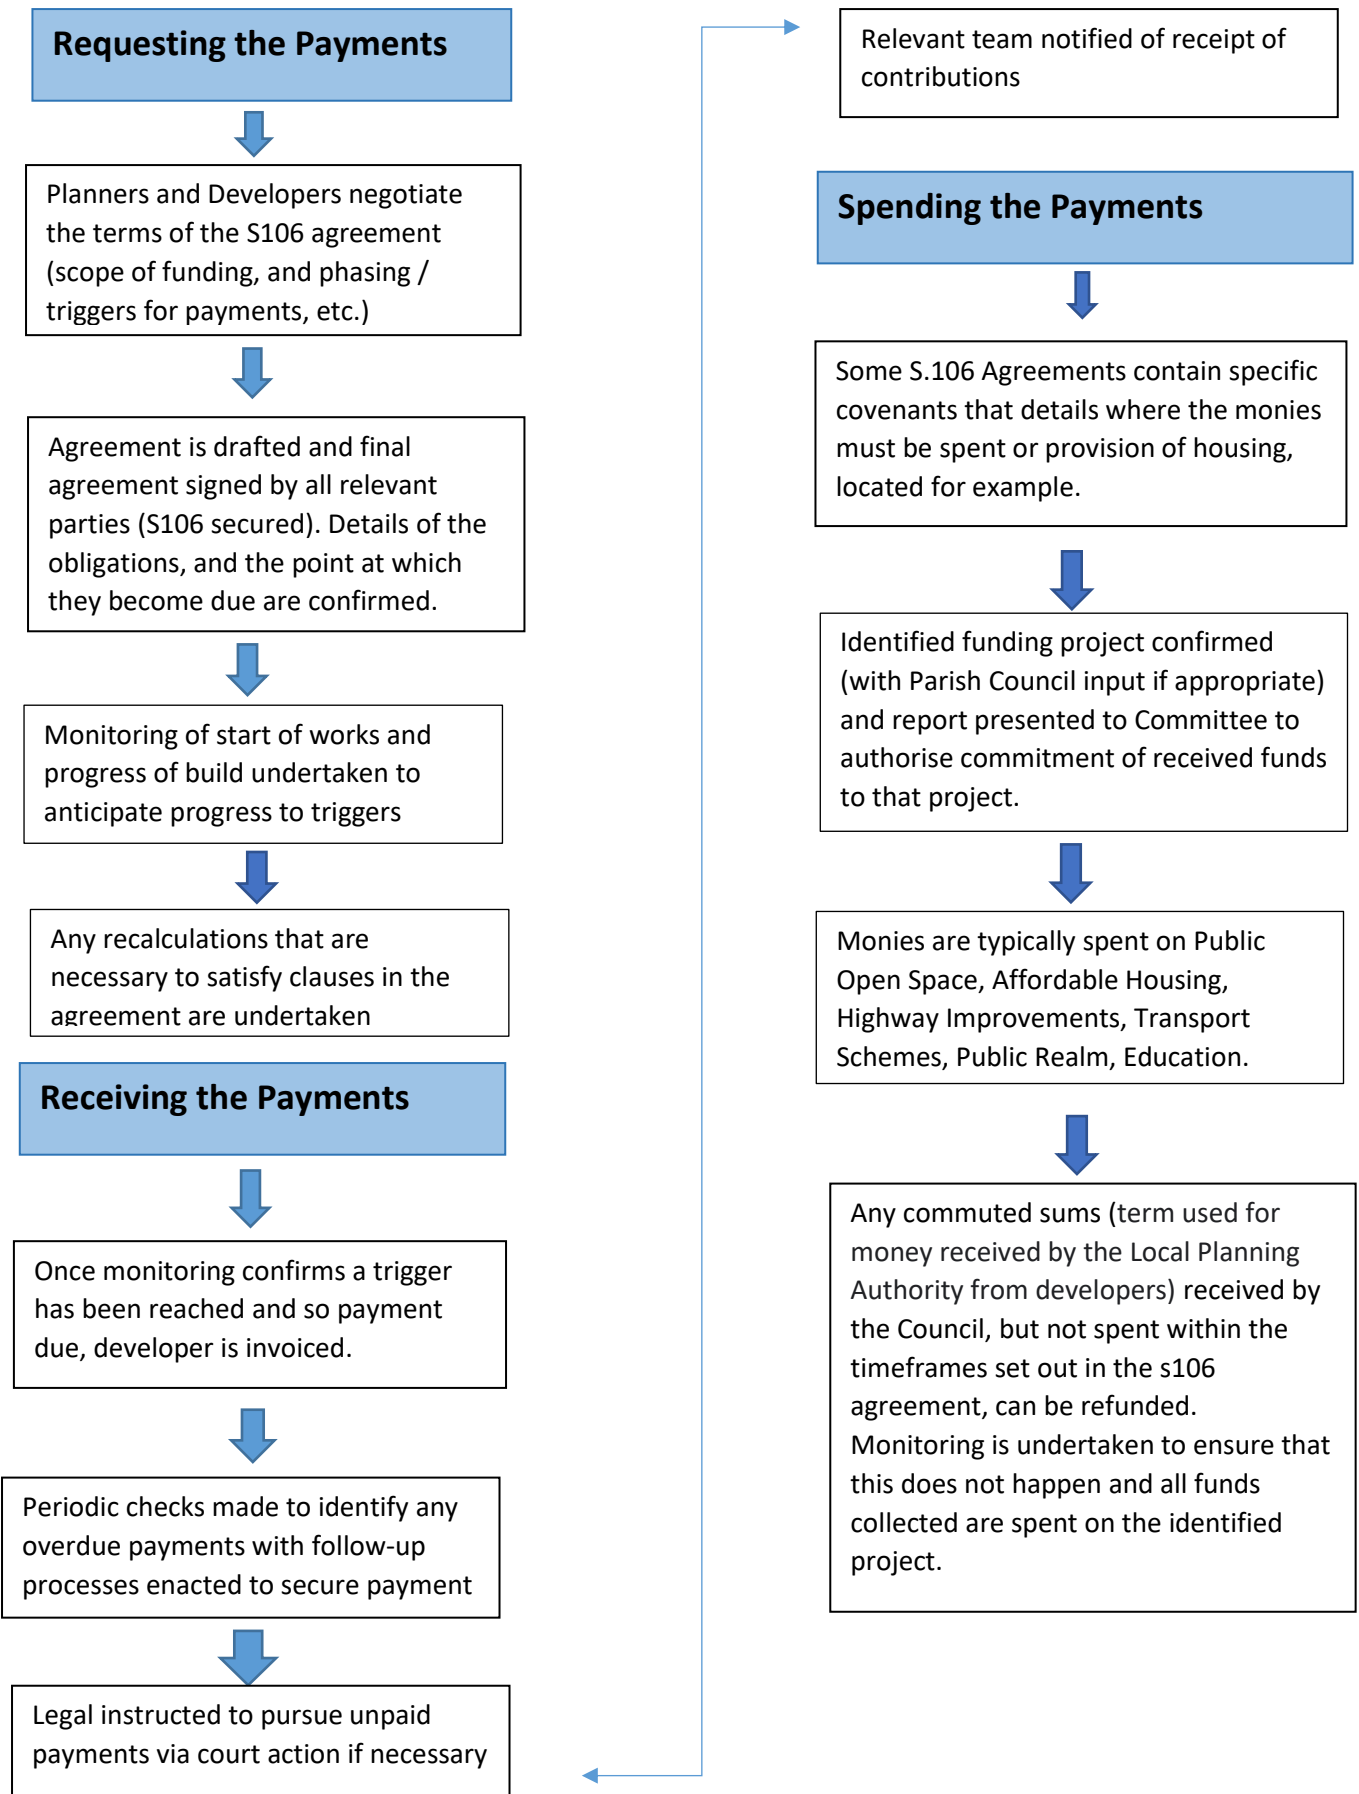 Requesting the Payments
Planners and Developers negotiate
the terms of the S106 agreement
(scope of funding, and phasing /
triggers for payments, etc.)
Agreement is drafted and final
agreement signed by all relevant
parties (S106 secured). Details of the
obligations, and the point at which
they become due are confirmed.
Monitoring of start of works and
progress of build undertaken to
anticipate progress to triggers
Any recalculations that are
necessary to satisfy clauses in the
agreement are undertaken
Receiving the Payments
Once monitoring confirms a trigger
has been reached and so payment
due, developer is invoiced.
Periodic checks made to identify any
overdue payments with follow-up
processes enacted to secure payment
Legal instructed to pursue unpaid
payments via court action if necessary
Relevant team notified of receipt of
contributions
Spending the Payments
Some S.106 Agreements contain specific
covenants that details where the monies
must be spent or provision of housing,
located for example.
Identified funding project confirmed
(with Parish Council input if appropriate)
and report presented to Committee to
authorise commitment of received funds
to that project.
Monies are typically spent on Public
Open Space, Affordable Housing,
Highway Improvements, Transport
Schemes, Public Realm, Education.
Any commuted sums (term used for
money received by the Local Planning
Authority from developers) received by
the Council, but not spent within the
timeframes set out in the s106
agreement, can be refunded.
Monitoring is undertaken to ensure that
this does not happen and all funds
collected are spent on the identified
project.